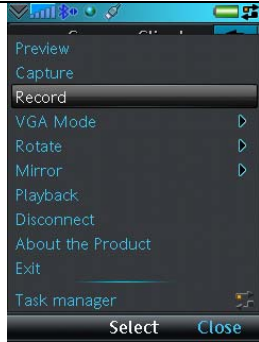 Preview
Capture
Record
VGA Mode
Rotate
Mirror
Playback
Disconnect
About the Product
Exit
Task manager
Select Close